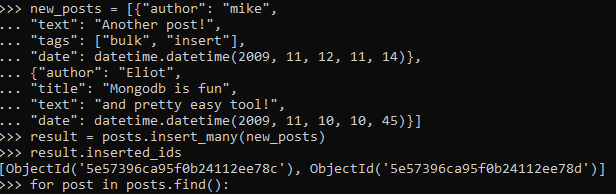 >>> new_posts = [{"author": "mike",
... "text": "Another post!",
... "tags": ["bulk", "insert"],
... "date": datetime.datetime(2009, 11, 12, 11, 14)},
... {"author": "Eliot",
... "title": "Mongodb is fun",
... "text": "and pretty easy tool!",
... "date": datetime.datetime(2009, 11, 10, 10, 45)}]
>>> result = posts.insert_many(new_posts)
>>> result.inserted_ids
[ObjectId('5e57396ca95f0b24112ee78c'), ObjectId('5e57396ca95f0b24112ee78d')]
>>> for post in posts.find():